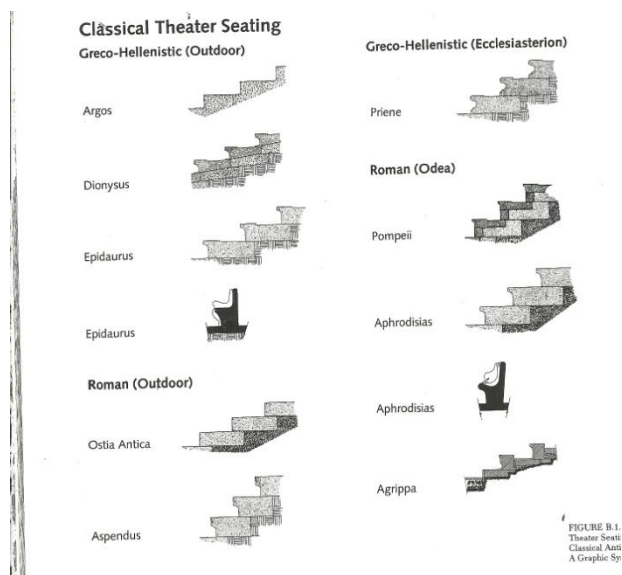 Classical Theater Seating
Greco-Hellenistic (Outdoor)
Argos
Dionysus
Epidaurus
Epidaurus
Roman (Outdoor)
Ostia Antica
Aspendus
Greco-Hellenistic (Ecclesiasterion)
Priene
Roman (Odea)
Pompeii
Aphrodisias
Aphrodisias
Agrippa
FIGURE B.1.
Theater Seati
Classical Anti
A Graphic Sy